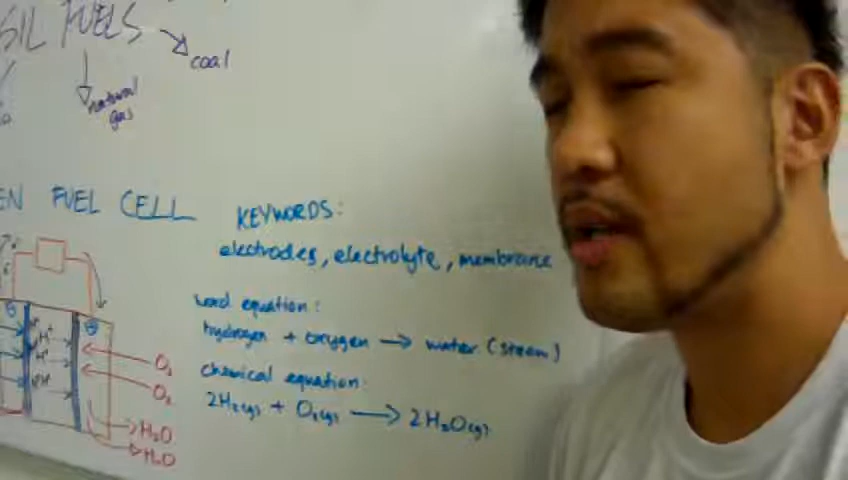 SIL FUELS
coal
natural
gas
EN FUEL CELL
KEYWORDS:
electrodes, electrolyte, membrane
word equation:
hydrogen + oxygen → water (steam)
chemical equation:
2H₂(g) + O₂(g) → 2H₂O(g)
e⁻
H⁺
H⁺
H⁺
O₂
O₂
H₂O
H₂O